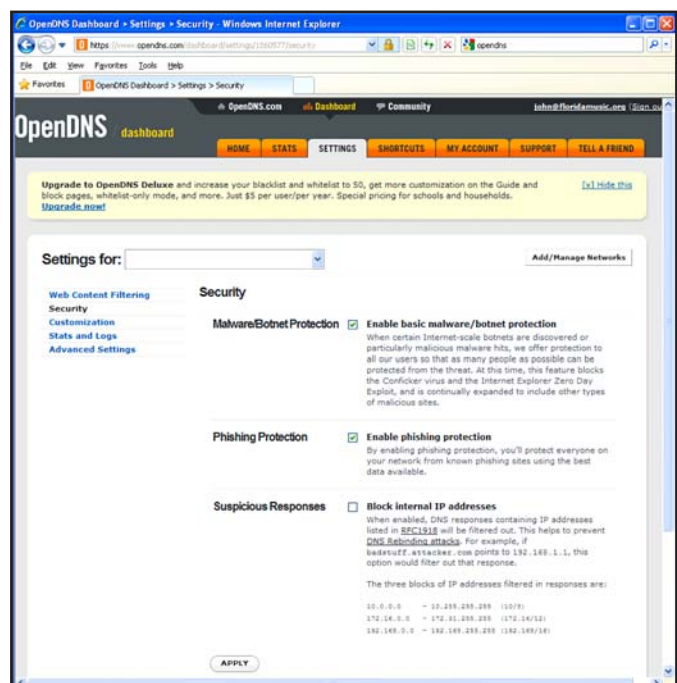 OpenDNS Dashboard > Settings > Security - Windows Internet Explorer
opendns
File Edit View Favorites Tools Help
Favorites OpenDNS Dashboard > Settings > Security
OpenDNS.com Dashboard Community john@floridamusic.org (Sign ou
OpenDNS dashboard
HOME STATS SETTINGS SHORTCUTS MY ACCOUNT SUPPORT TELL A FRIEND
Upgrade to OpenDNS Deluxe and increase your blacklist and whitelist to 50, get more customization on the Guide and [x] Hide this
block pages, whitelist-only mode, and more. Just $5 per user/per year. Special pricing for schools and households.
Upgrade now!
Settings for: Add/Manage Networks
Web Content Filtering
Security
Customization
Stats and Logs
Advanced Settings
Security
Malware/Botnet Protection Enable basic malware/botnet protection
When certain Internet-scale botnets are discovered or
particularly malicious malware hits, we offer protection to
all our users so that as many people as possible can be
protected from the threat. At this time, this feature blocks
the Conficker virus and the Internet Explorer Zero Day
Exploit, and is continually expanded to include other types
of malicious sites.
Phishing Protection Enable phishing protection
By enabling phishing protection, you'll protect everyone on
your network from known phishing sites using the best
data available.
Suspicious Responses Block internal IP addresses
When enabled, DNS responses containing IP addresses
listed in RFC1918 will be filtered out. This helps to prevent
DNS Rebinding attacks. For example, if
badstuff.attacker.com points to 192.168.1.1, this
option would filter out that response.
The three blocks of IP addresses filtered in responses are:
10.0.0.0 - 10.255.255.255 (10/8)
172.16.0.0 - 172.31.255.255 (172.16/12)
192.168.0.0 - 192.168.255.255 (192.168/16)
APPLY